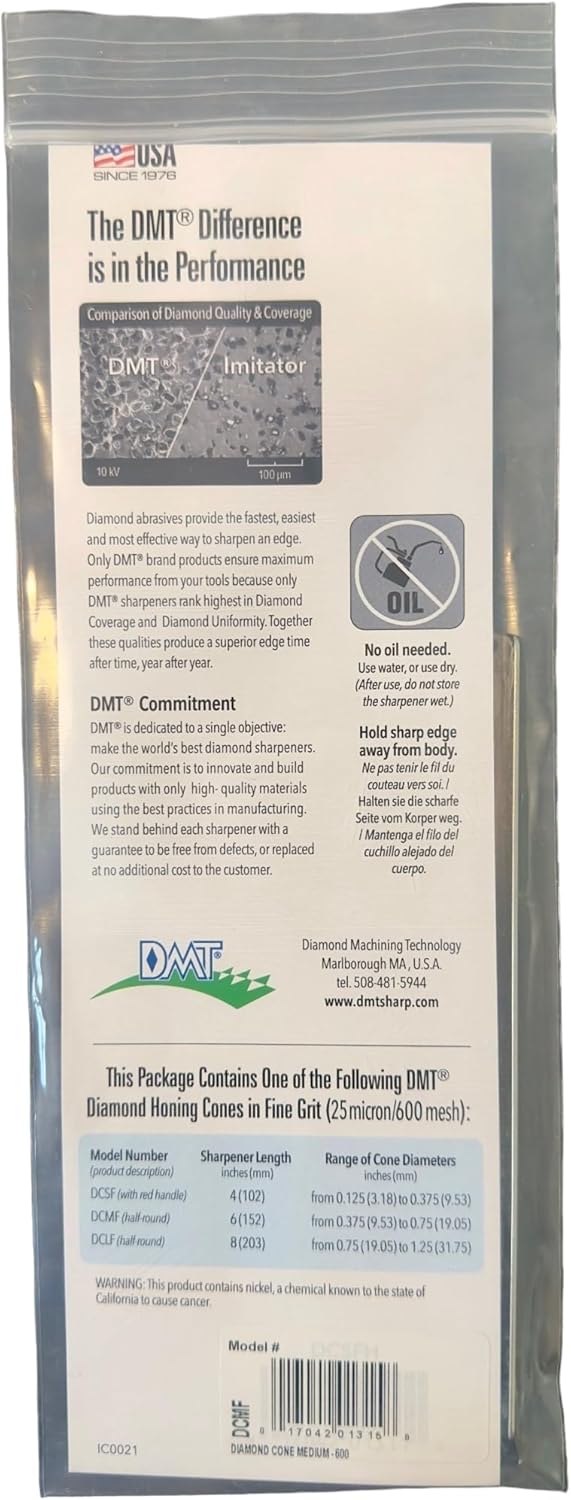 USA
SINCE 1976
The DMT® Difference
is in the Performance
Comparison of Diamond Quality & Coverage
DMT® Imitator
10 kV 100 µm
Diamond abrasives provide the fastest, easiest
and most effective way to sharpen an edge.
Only DMT® brand products ensure maximum
performance from your tools because only
DMT® sharpeners rank highest in Diamond
Coverage and Diamond Uniformity. Together
these qualities produce a superior edge time
after time, year after year.
DMT® Commitment
DMT® is dedicated to a single objective:
make the world's best diamond sharpeners.
Our commitment is to innovate and build
products with only high- quality materials
using the best practices in manufacturing.
We stand behind each sharpener with a
guarantee to be free from defects, or replaced
at no additional cost to the customer.
OIL
No oil needed.
Use water, or use dry.
(After use, do not store
the sharpener wet.)
Hold sharp edge
away from body.
Ne pas tenir le fil du
couteau vers soi. /
Halten sie die scharfe
Seite vom Korper weg.
/ Mantenga el filo del
cuchillo alejado del
cuerpo.
DMT®
Diamond Machining Technology
Marlborough MA, U.S.A.
tel. 508-481-5944
www.dmtsharp.com
This Package Contains One of the Following DMT®
Diamond Honing Cones in Fine Grit (25 micron/600 mesh):
Model Number Sharpener Length Range of Cone Diameters
(product description) inches (mm) inches (mm)
DCSF (with red handle) 4 (102) from 0.125 (3.18) to 0.375 (9.53)
DCMF (half-round) 6 (152) from 0.375 (9.53) to 0.75 (19.05)
DCLF (half-round) 8 (203) from 0.75 (19.05) to 1.25 (31.75)
WARNING: This product contains nickel, a chemical known to the state of
California to cause cancer.
Model #
DCMF
0 17042 01315 9
DIAMOND CONE MEDIUM - 600
IC0021